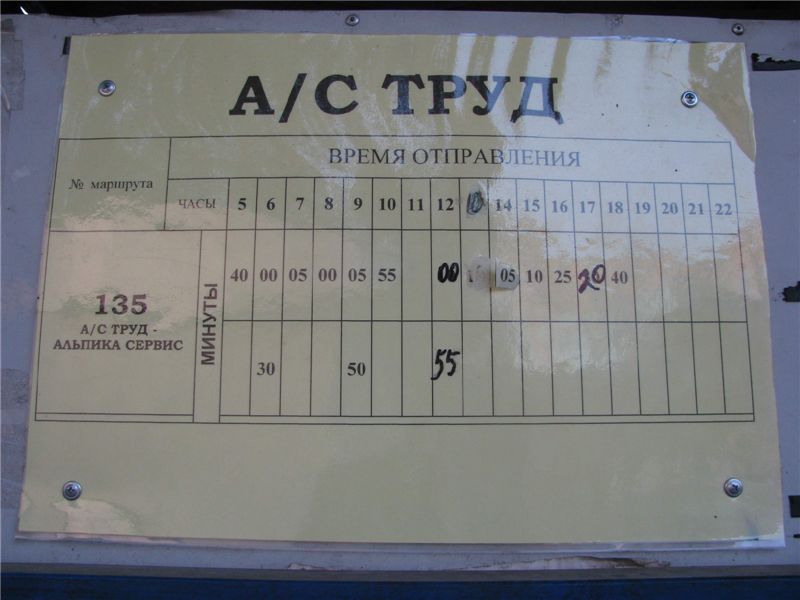 А/С ТРУД
ВРЕМЯ ОТПРАВЛЕНИЯ
№ маршрута
ЧАСЫ 5 6 7 8 9 10 11 12 14 15 16 17 18 19 20 21 22
135
А/С ТРУД -
АЛЬПИКА СЕРВИС
МИНУТЫ
40 00 05 00 05 55 00 05 10 25 20 40
30 50 55